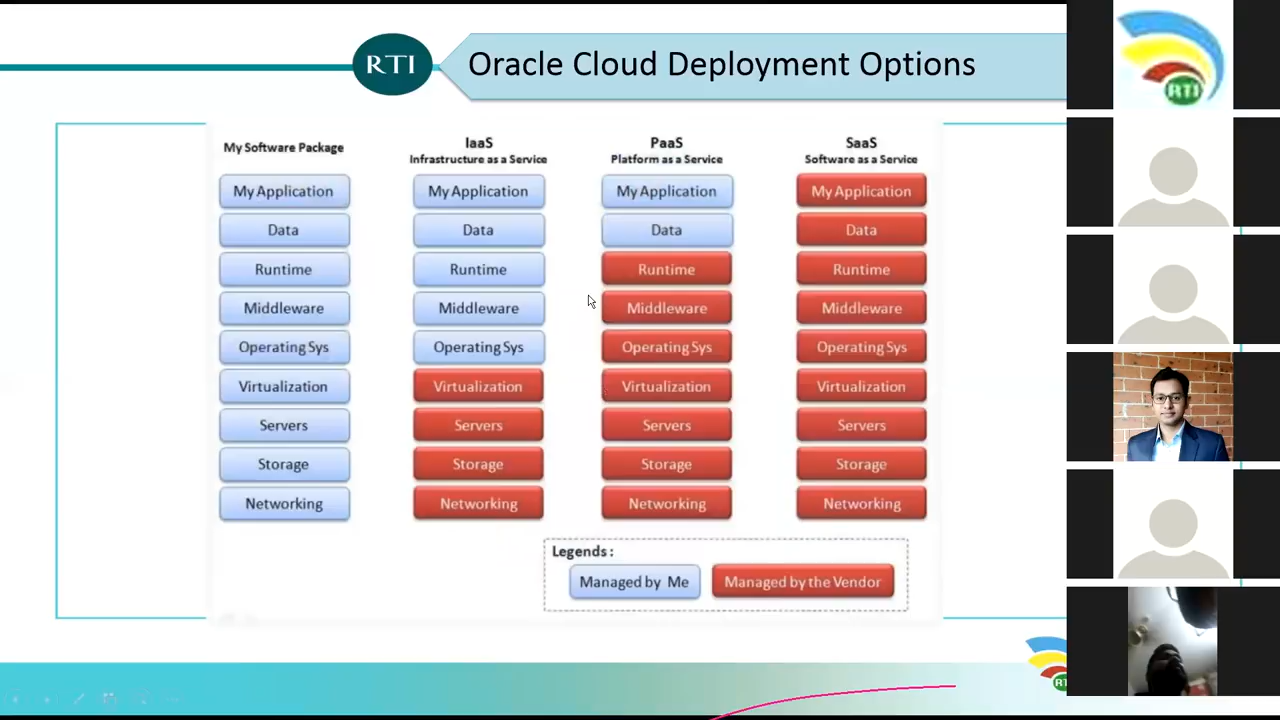 RTI
Oracle Cloud Deployment Options
My Software Package
IaaS
Infrastructure as a Service
PaaS
Platform as a Service
SaaS
Software as a Service
My Application
My Application
My Application
My Application
Data
Data
Data
Data
Runtime
Runtime
Runtime
Runtime
Middleware
Middleware
Middleware
Middleware
Operating Sys
Operating Sys
Operating Sys
Operating Sys
Virtualization
Virtualization
Virtualization
Virtualization
Servers
Servers
Servers
Servers
Storage
Storage
Storage
Storage
Networking
Networking
Networking
Networking
Legends :
Managed by Me
Managed by the Vendor
RTI